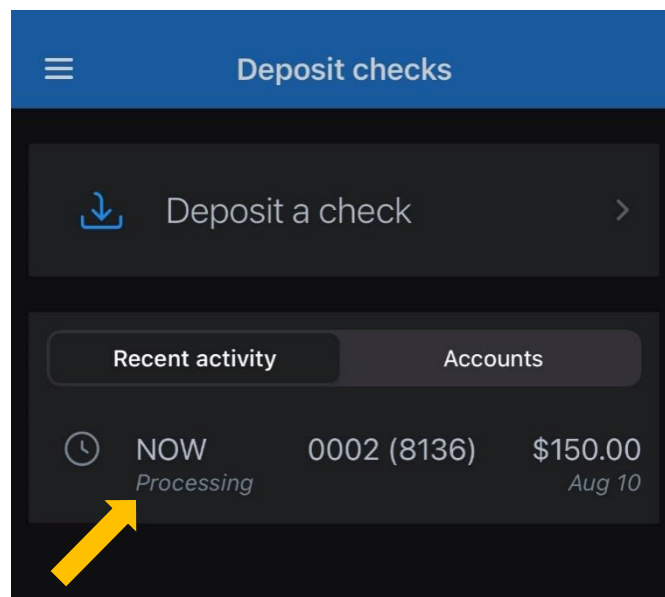 Deposit checks
Deposit a check
Recent activity Accounts
NOW 0002 (8136) $150.00
Processing Aug 10